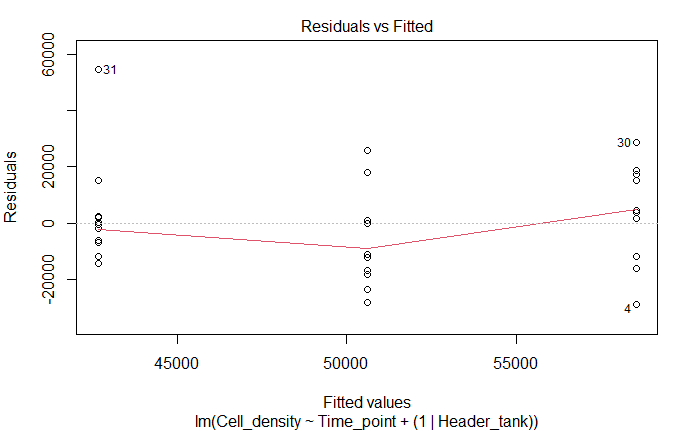 Residuals vs Fitted
60000
20000
0
-20000
Residuals
31
30
4
45000
50000
55000
Fitted values
lm(Cell_density ~ Time_point + (1 | Header_tank))